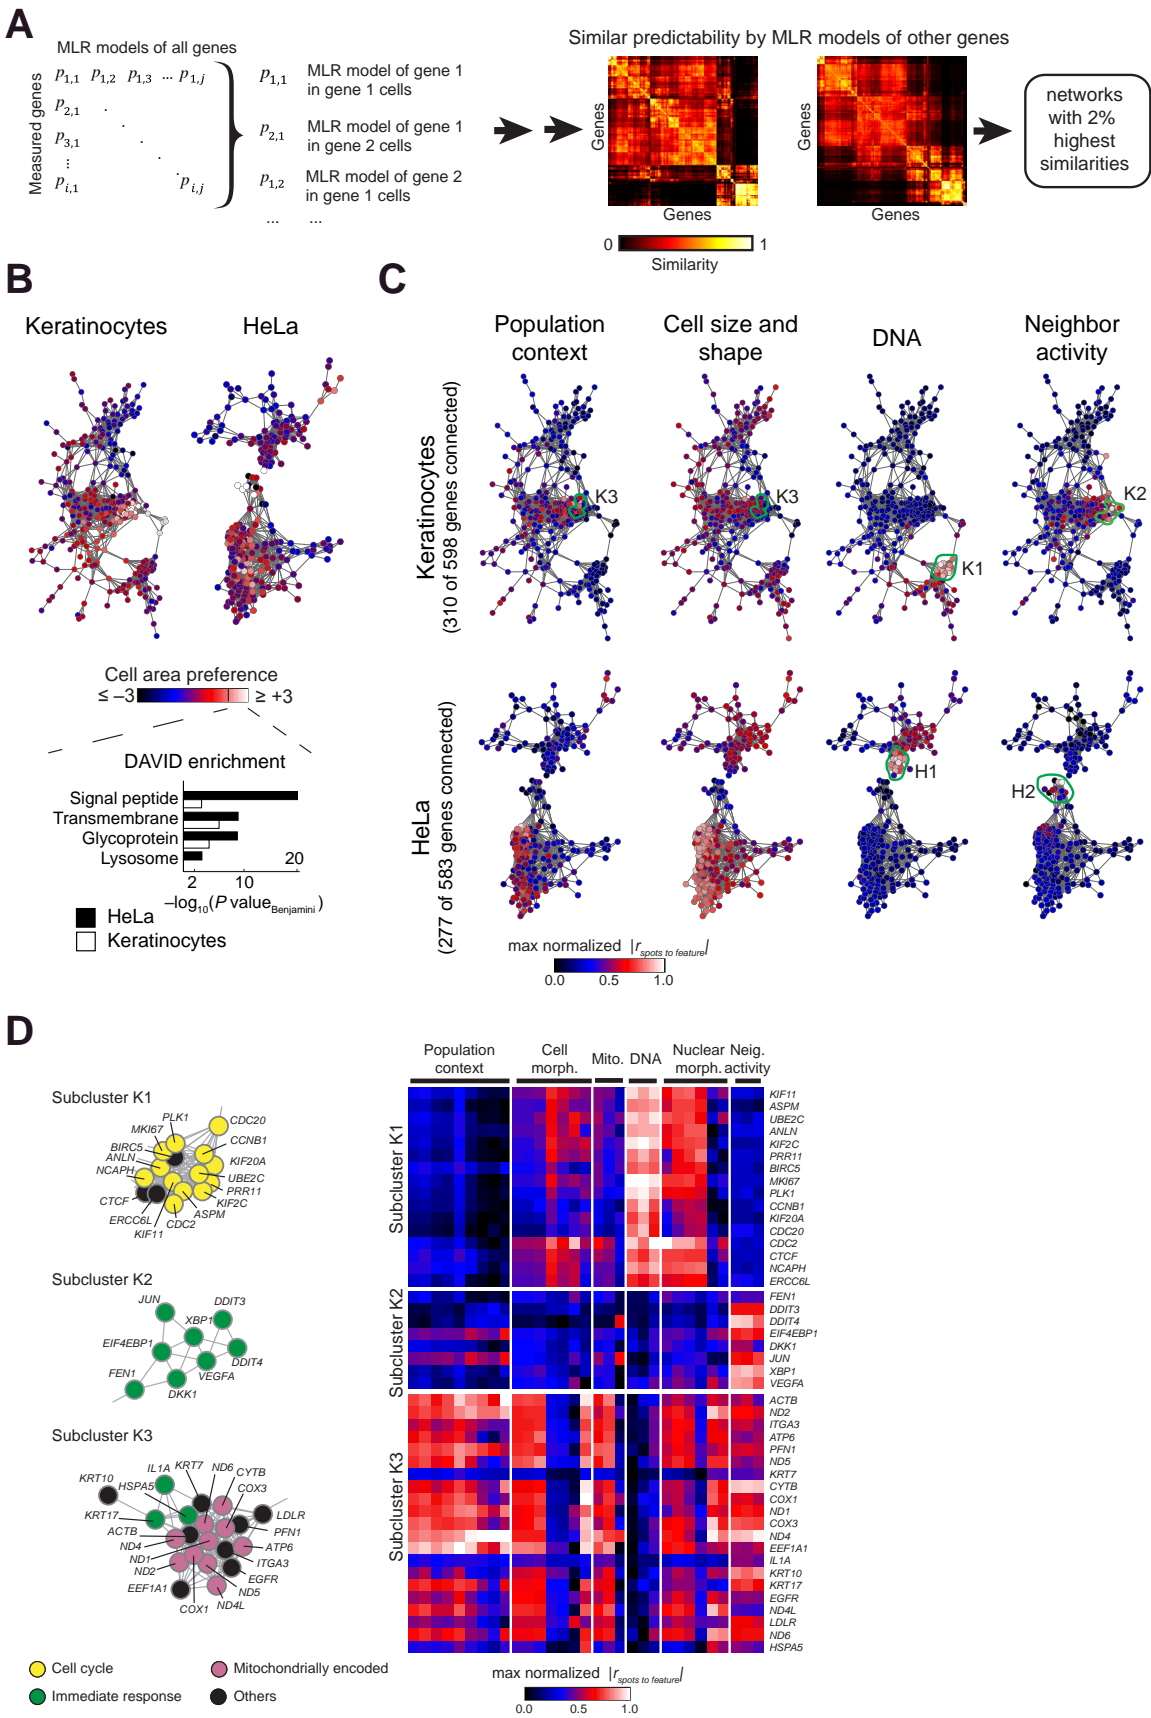 A
MLR models of all genes
Measured genes
p1,1 p1,2 p1,3 ... p1,j
p2,1
p3,1
⋮
pi,1 pi,j
p1,1 MLR model of gene 1
in gene 1 cells
p2,1 MLR model of gene 1
in gene 2 cells
p1,2 MLR model of gene 2
in gene 1 cells
... ...
Similar predictability by MLR models of other genes
Genes
Genes
Genes
Genes
0 1
Similarity
networks
with 2%
highest
similarities
B
Keratinocytes HeLa
Cell area preference
≤ –3 ≥ +3
DAVID enrichment
Signal peptide
Transmembrane
Glycoprotein
Lysosome
20
2 10
–log10(P valueBenjamini)
HeLa
Keratinocytes
C
Population
context
Cell size and
shape
DNA
Neighbor
activity
Keratinocytes
(310 of 598 genes connected)
K3
K3
K1
K2
HeLa
(277 of 583 genes connected)
H1
H2
max normalized |rspots to feature|
0.0 0.5 1.0
D
Subcluster K1
PLK1
CDC20
MKI67
CCNB1
BIRC5
ANLN
KIF20A
NCAPH
UBE2C
PRR11
CTCF
KIF2C
ERCC6L
ASPM
CDC2
KIF11
Subcluster K2
JUN
DDIT3
XBP1
EIF4EBP1
DDIT4
FEN1
VEGFA
DKK1
Subcluster K3
IL1A
KRT7
ND6
CYTB
KRT10
HSPA5
COX3
KRT17
LDLR
ACTB
PFN1
ND4
ATP6
ND1
ITGA3
ND2
EGFR
EEF1A1
ND5
COX1
ND4L
Cell cycle
Mitochondrially encoded
Immediate response
Others
Population
context
Cell
morph.
Mito.
DNA
Nuclear
morph.
Neig.
activity
Subcluster K1
KIF11
ASPM
UBE2C
ANLN
KIF2C
PRR11
BIRC5
MKI67
PLK1
CCNB1
KIF20A
CDC20
CDC2
CTCF
NCAPH
ERCC6L
Subcluster K2
FEN1
DDIT3
DDIT4
EIF4EBP1
DKK1
JUN
XBP1
VEGFA
Subcluster K3
ACTB
ND2
ITGA3
ATP6
PFN1
ND5
KRT7
CYTB
COX1
ND1
COX3
ND4
EEF1A1
IL1A
KRT10
KRT17
EGFR
ND4L
LDLR
ND6
HSPA5
max normalized |rspots to feature|
0.0 0.5 1.0